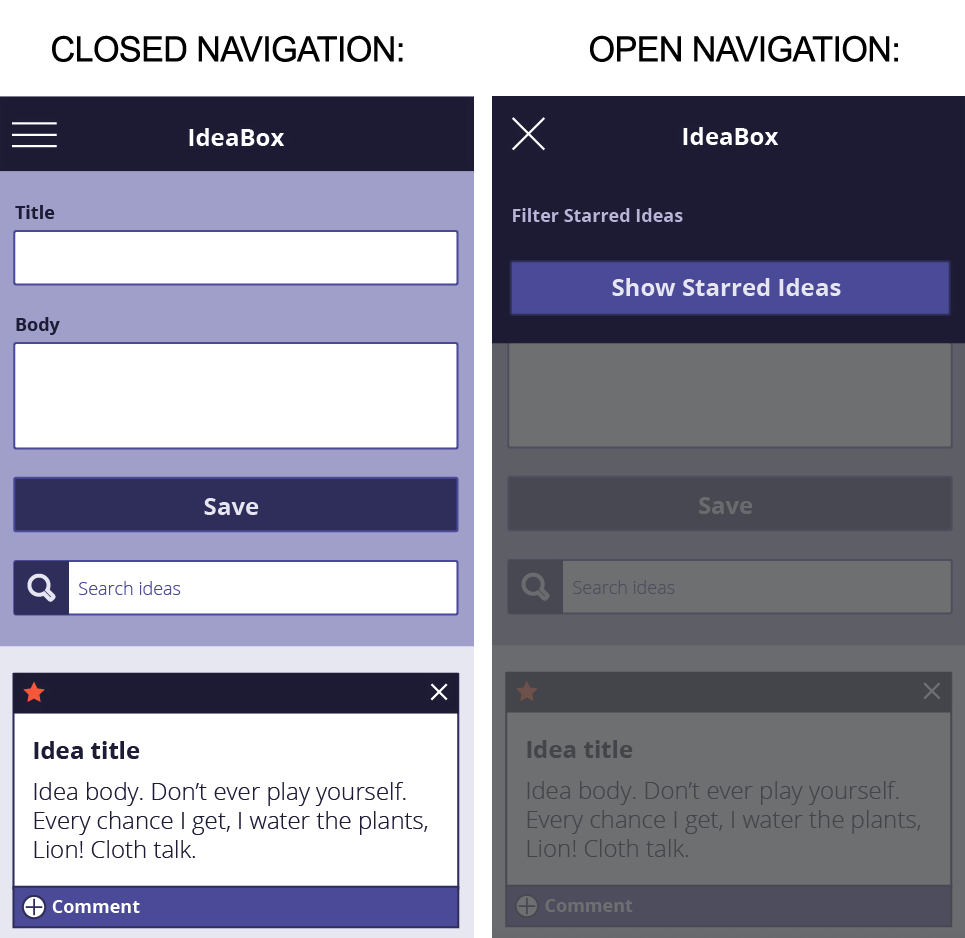 CLOSED NAVIGATION:
IdeaBox
Title
Body
Save
Search ideas
Idea title
Idea body. Don’t ever play yourself.
Every chance I get, I water the plants,
Lion! Cloth talk.
Comment
OPEN NAVIGATION:
IdeaBox
Filter Starred Ideas
Show Starred Ideas
Save
Search ideas
Idea title
Idea body. Don’t ever play yourself.
Every chance I get, I water the plants,
Lion! Cloth talk.
Comment